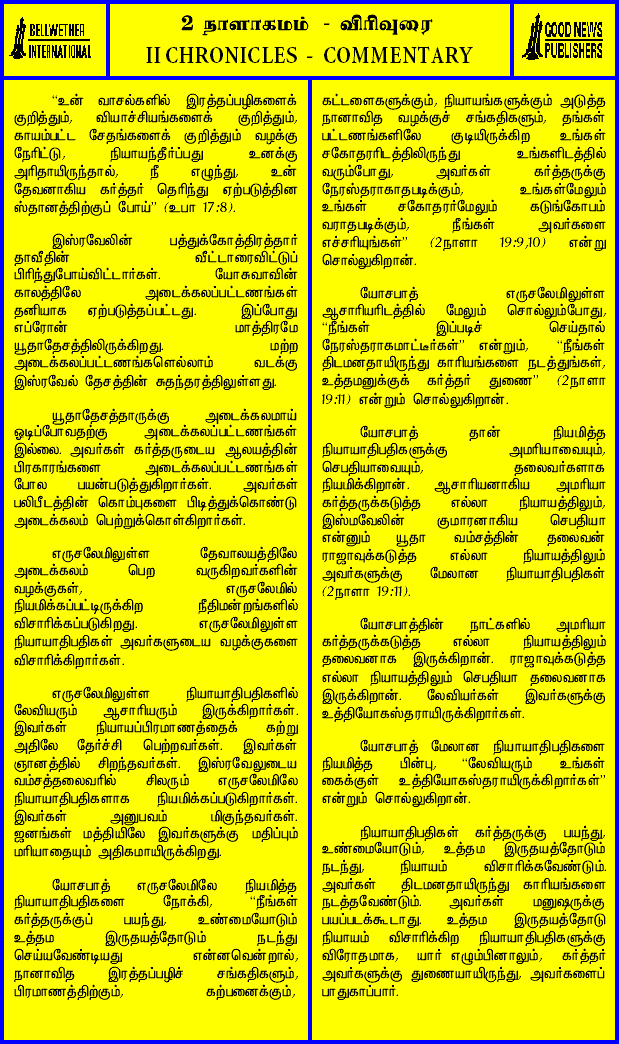 BELLWETHER
INTERNATIONAL
2 நாளாகமம் - விரிவுரை
II CHRONICLES - COMMENTARY
GOOD NEWS
PUBLISHERS
“உன் வாசல்களில் இரத்தப்பழிகளைக்
குறித்தும், வியாச்சியங்களைக் குறித்தும்,
காயம்பட்ட சேதங்களைக் குறித்தும் வழக்கு
நேரிட்டு, நியாயந்தீர்ப்பது உனக்கு
அரிதாயிருந்தால், நீ எழுந்து, உன்
தேவனாகிய கர்த்தர் தெரிந்து ஏற்படுத்தின
ஸ்தானத்திற்குப் போய்” (உபா 17:8).
இஸ்ரவேலின் பத்துக்கோத்திரத்தார்
தாவீதின் வீட்டாரைவிட்டுப்
பிரிந்துபோய்விட்டார்கள். யோசுவாவின்
காலத்திலே அடைக்கலப்பட்டணங்கள்
தனியாக ஏற்படுத்தப்பட்டது. இப்போது
எப்ரோன் மாத்திரமே
யூதாதேசத்திலிருக்கிறது. மற்ற
அடைக்கலப்பட்டணங்களெல்லாம் வடக்கு
இஸ்ரவேல் தேசத்தின் சுதந்தரத்திலுள்ளது.
யூதாதேசத்தாருக்கு அடைக்கலமாய்
ஓடிப்போவதற்கு அடைக்கலப்பட்டணங்கள்
இல்லை. அவர்கள் கர்த்தருடைய ஆலயத்தின்
பிரகாரங்களை அடைக்கலப்பட்டணங்கள்
போல பயன்படுத்துகிறார்கள். அவர்கள்
பலிபீடத்தின் கொம்புகளை பிடித்துக்கொண்டு
அடைக்கலம் பெற்றுக்கொள்கிறார்கள்.
எருசலேமிலுள்ள தேவாலயத்திலே
அடைக்கலம் பெற வருகிறவர்களின்
வழக்குகள், எருசலேமில்
நியமிக்கப்பட்டிருக்கிற நீதிமன்றங்களில்
விசாரிக்கப்படுகிறது. எருசலேமிலுள்ள
நியாயாதிபதிகள் அவர்களுடைய வழக்குகளை
விசாரிக்கிறார்கள்.
எருசலேமிலுள்ள நியாயாதிபதிகளில்
லேவியரும் ஆசாரியரும் இருக்கிறார்கள்.
இவர்கள் நியாயப்பிரமாணத்தைக் கற்று
அதிலே தேர்ச்சி பெற்றவர்கள். இவர்கள்
ஞானத்தில் சிறந்தவர்கள். இஸ்ரவேலுடைய
வம்சத்தலைவரில் சிலரும் எருசலேமிலே
நியாயாதிபதிகளாக நியமிக்கப்படுகிறார்கள்.
இவர்கள் அனுபவம் மிகுந்தவர்கள்.
ஜனங்கள் மத்தியிலே இவர்களுக்கு மதிப்பும்
மரியாதையும் அதிகமாயிருக்கிறது.
யோசபாத் எருசலேமிலே நியமித்த
நியாயாதிபதிகளை நோக்கி, “நீங்கள்
கர்த்தருக்குப் பயந்து, உண்மையோடும்
உத்தம இருதயத்தோடும் நடந்து
செய்யவேண்டியது என்னவென்றால்,
நானாவித இரத்தப்பழிச் சங்கதிகளும்,
பிரமாணத்திற்கும், கற்பனைக்கும்,
கட்டளைகளுக்கும், நியாயங்களுக்கும் அடுத்த
நானாவித வழக்குச் சங்கதிகளும், தங்கள்
பட்டணங்களிலே குடியிருக்கிற உங்கள்
சகோதரரிடத்திலிருந்து உங்களிடத்தில்
வரும்போது, அவர்கள் கர்த்தருக்கு
நேரஸ்தராகாதபடிக்கும், உங்கள்மேலும்
உங்கள் சகோதரர்மேலும் கடுங்கோபம்
வராதபடிக்கும், நீங்கள் அவர்களை
எச்சரியுங்கள்” (2நாளா 19:9,10) என்று
சொல்லுகிறான்.
யோசபாத் எருசலேமிலுள்ள
ஆசாரியரிடத்தில் மேலும் சொல்லும்போது,
“நீங்கள் இப்படிச் செய்தால்
நேரஸ்தராகமாட்டீர்கள்” என்றும், “நீங்கள்
திடமனதாயிருந்து காரியங்களை நடத்துங்கள்,
உத்தமனுக்குக் கர்த்தர் துணை” (2நாளா
19:11) என்றும் சொல்லுகிறான்.
யோசபாத் தான் நியமித்த
நியாயாதிபதிகளுக்கு அமரியாவையும்,
செபதியாவையும், தலைவர்களாக
நியமிக்கிறான். ஆசாரியனாகிய அமரியா
கர்த்தருக்கடுத்த எல்லா நியாயத்திலும்,
இஸ்மவேலின் குமாரனாகிய செபதியா
என்னும் யூதா வம்சத்தின் தலைவன்
ராஜாவுக்கடுத்த எல்லா நியாயத்திலும்
அவர்களுக்கு மேலான நியாயாதிபதிகள்
(2நாளா 19:11).
யோசபாத்தின் நாட்களில் அமரியா
கர்த்தருக்கடுத்த எல்லா நியாயத்திலும்
தலைவனாக இருக்கிறான். ராஜாவுக்கடுத்த
எல்லா நியாயத்திலும் செபதியா தலைவனாக
இருக்கிறான். லேவியர்கள் இவர்களுக்கு
உத்தியோகஸ்தராயிருக்கிறார்கள்.
யோசபாத் மேலான நியாயாதிபதிகளை
நியமித்த பின்பு, “லேவியரும் உங்கள்
கைக்குள் உத்தியோகஸ்தராயிருக்கிறார்கள்”
என்றும் சொல்லுகிறான்.
நியாயாதிபதிகள் கர்த்தருக்கு பயந்து,
உண்மையோடும், உத்தம இருதயத்தோடும்
நடந்து, நியாயம் விசாரிக்கவேண்டும்.
அவர்கள் திடமனதாயிருந்து காரியங்களை
நடத்தவேண்டும். அவர்கள் மனுஷருக்கு
பயப்படக்கூடாது. உத்தம இருதயத்தோடு
நியாயம் விசாரிக்கிற நியாயாதிபதிகளுக்கு
விரோதமாக, யார் எழும்பினாலும், கர்த்தர்
அவர்களுக்கு துணையாயிருந்து, அவர்களைப்
பாதுகாப்பார்.